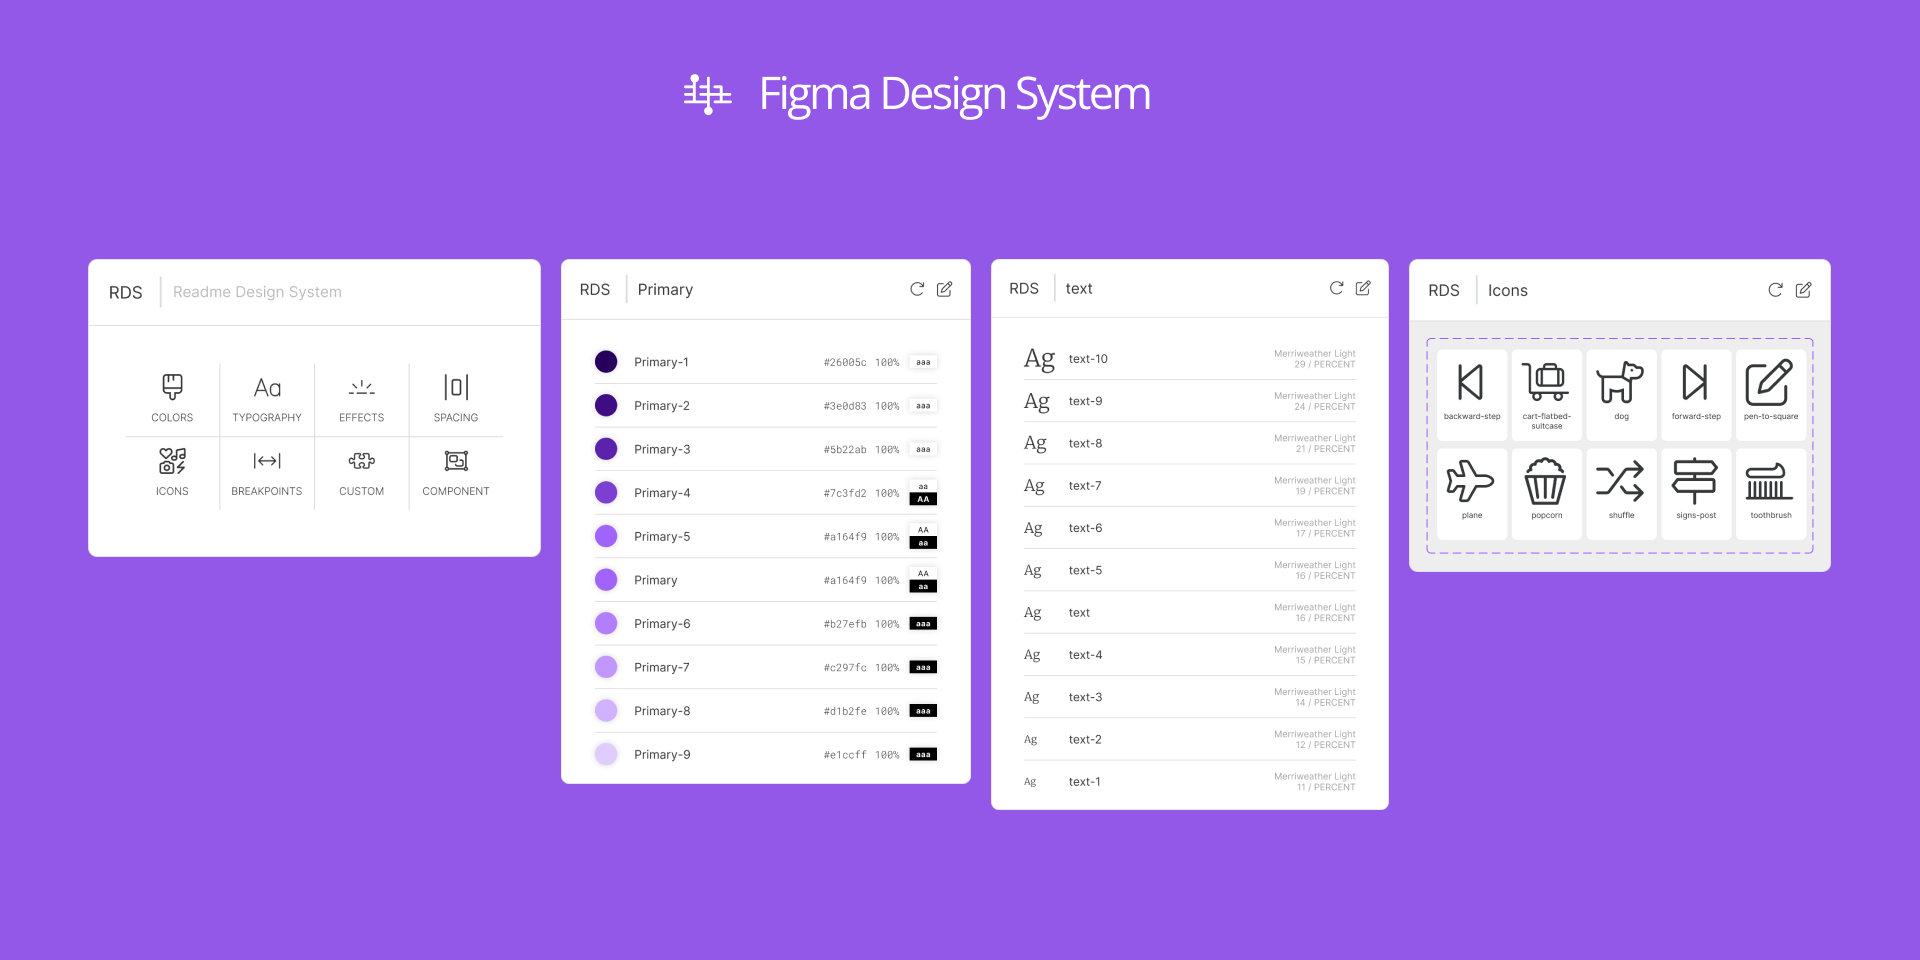 Figma Design System
RDS
Readme Design System
Aa
COLORS
TYPOGRAPHY
EFFECTS
SPACING
ICONS
BREAKPOINTS
CUSTOM
COMPONENT
RDS
Primary
Primary-1 #26005c 100% aaa
Primary-2 #3e0d83 100% aaa
Primary-3 #5b22ab 100% aaa
Primary-4 #7c3fd2 100% aa
AA
Primary-5 #a164f9 100% AA
aa
Primary #a164f9 100% AA
aa
Primary-6 #b27efb 100% aaa
Primary-7 #c297fc 100% aaa
Primary-8 #d1b2fe 100% aaa
Primary-9 #e1ccff 100% aaa
RDS
text
Ag text-10 Merriweather Light
29 / PERCENT
Ag text-9 Merriweather Light
24 / PERCENT
Ag text-8 Merriweather Light
21 / PERCENT
Ag text-7 Merriweather Light
19 / PERCENT
Ag text-6 Merriweather Light
17 / PERCENT
Ag text-5 Merriweather Light
16 / PERCENT
Ag text Merriweather Light
16 / PERCENT
Ag text-4 Merriweather Light
15 / PERCENT
Ag text-3 Merriweather Light
14 / PERCENT
Ag text-2 Merriweather Light
12 / PERCENT
Ag text-1 Merriweather Light
11 / PERCENT
RDS
Icons
backward-step
cart-flatbed-
suitcase
dog
forward-step
pen-to-square
plane
popcorn
shuffle
signs-post
toothbrush